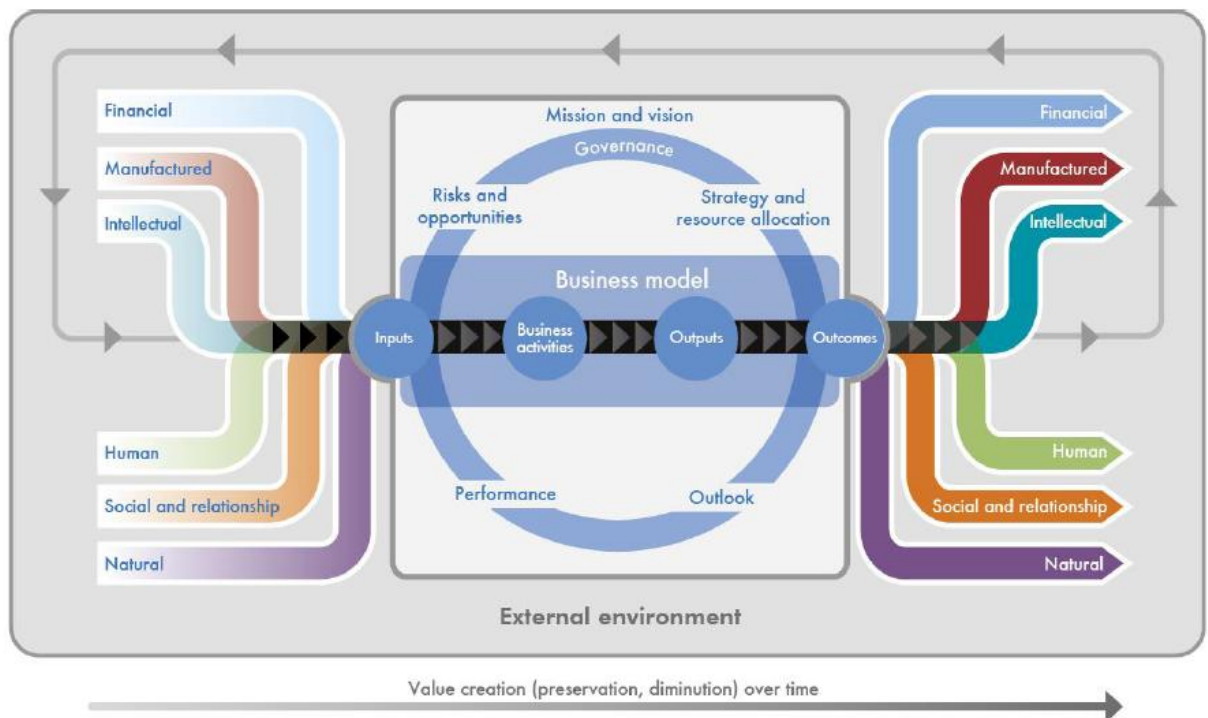 Financial
Manufactured
Intellectual
Human
Social and relationship
Natural
Mission and vision
Governance
Risks and
opportunities
Strategy and
resource allocation
Business model
Inputs
Business
activities
Outputs
Outcomes
Performance
Outlook
Financial
Manufactured
Intellectual
Human
Social and relationship
Natural
External environment
Value creation (preservation, diminution) over time